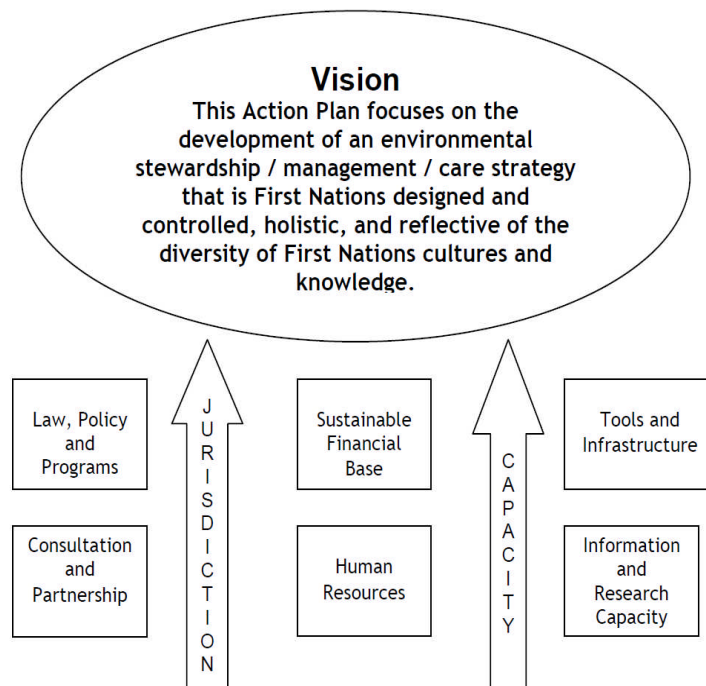 Vision
This Action Plan focuses on the
development of an environmental
stewardship / management / care strategy
that is First Nations designed and
controlled, holistic, and reflective of the
diversity of First Nations cultures and
knowledge.
Law, Policy
and
Programs
Consultation
and
Partnership
JURISDICTION
Sustainable
Financial
Base
Human
Resources
CAPACITY
Tools and
Infrastructure
Information
and
Research
Capacity